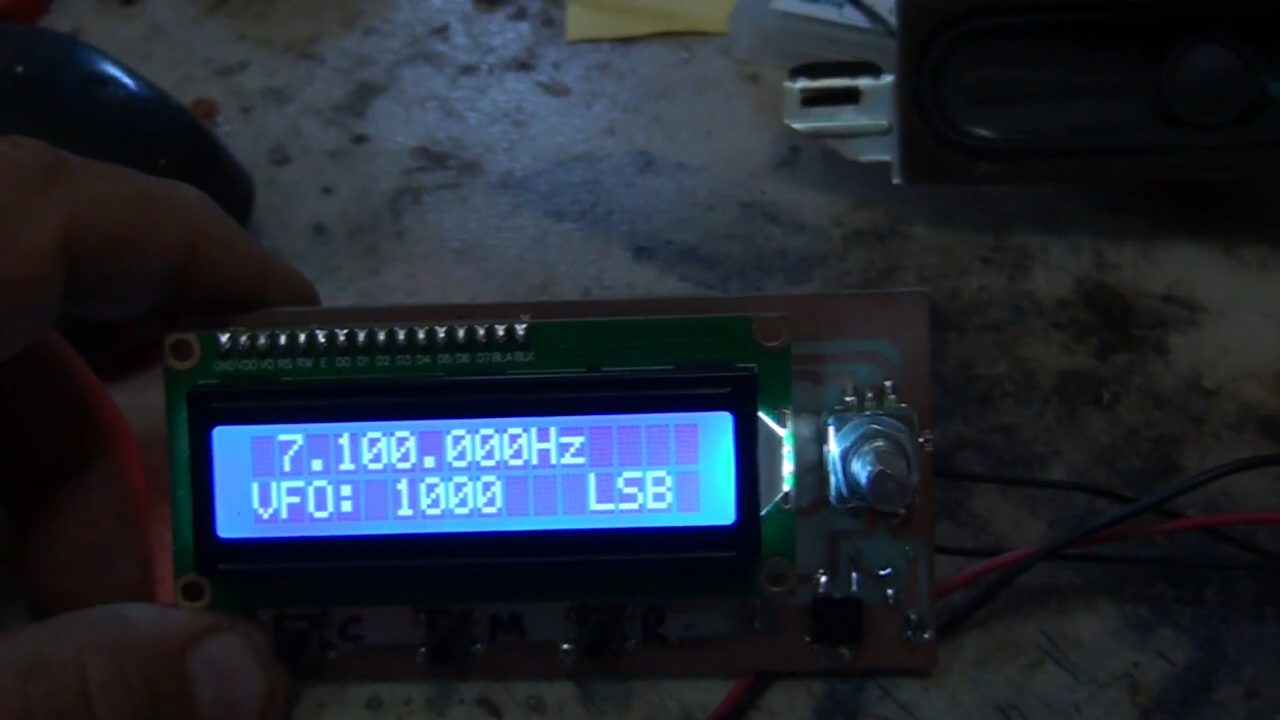 GND VDD VO RS RW E D0 D1 D2 D3 D4 D5 D6 D7 BLA BLK
7.100.000Hz
VFO: 1000 LSB
C M R